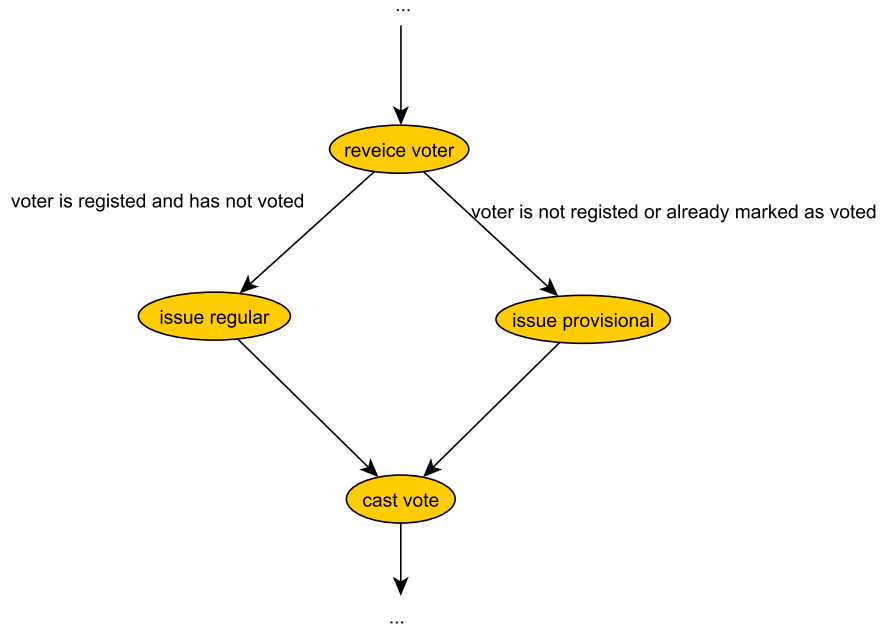 ...
reveice voter
voter is registed and has not voted
voter is not registed or already marked as voted
issue regular
issue provisional
cast vote
...